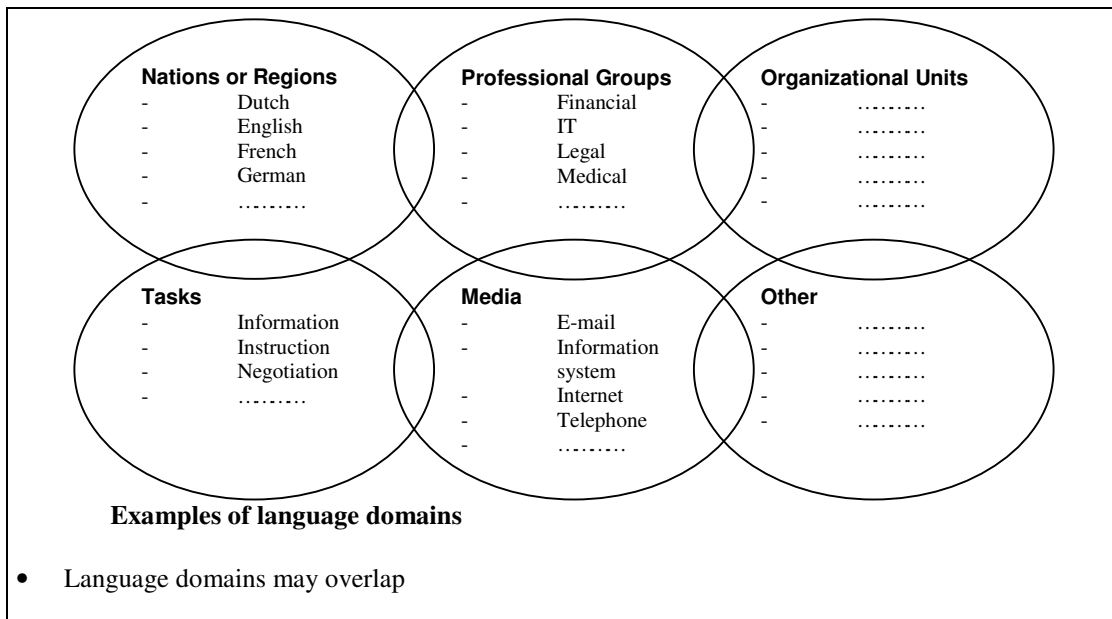 Nations or Regions
- Dutch
- English
- French
- German
- …………
Professional Groups
- Financial
- IT
- Legal
- Medical
- …………
Organizational Units
- …………
- …………
- …………
- …………
- …………
Tasks
- Information
- Instruction
- Negotiation
- …………
Media
- E-mail
- Information
system
- Internet
- Telephone
- …………
Other
- …………
- …………
- …………
- …………
- …………
Examples of language domains
• Language domains may overlap